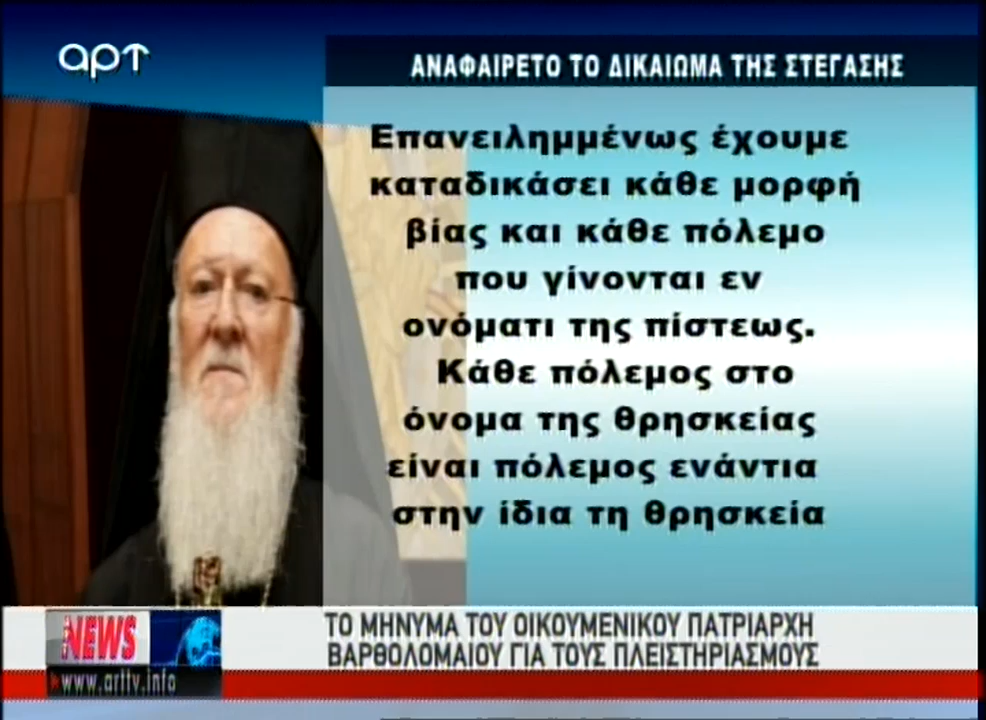 αρτ
ΑΝΑΦΑΙΡΕΤΟ ΤΟ ΔΙΚΑΙΩΜΑ ΤΗΣ ΣΤΕΓΑΣΗΣ
Επανειλημμένως έχουμε
καταδικάσει κάθε μορφή
βίας και κάθε πόλεμο
που γίνονται εν
ονόματι της πίστεως.
Κάθε πόλεμος στο
όνομα της θρησκείας
είναι πόλεμος ενάντια
στην ίδια τη θρησκεία
NEWS
www.arttv.info
ΤΟ ΜΗΝΥΜΑ ΤΟΥ ΟΙΚΟΥΜΕΝΙΚΟΥ ΠΑΤΡΙΑΡΧΗ
ΒΑΡΘΟΛΟΜΑΙΟΥ ΓΙΑ ΤΟΥΣ ΠΛΕΙΣΤΗΡΙΑΣΜΟΥΣ